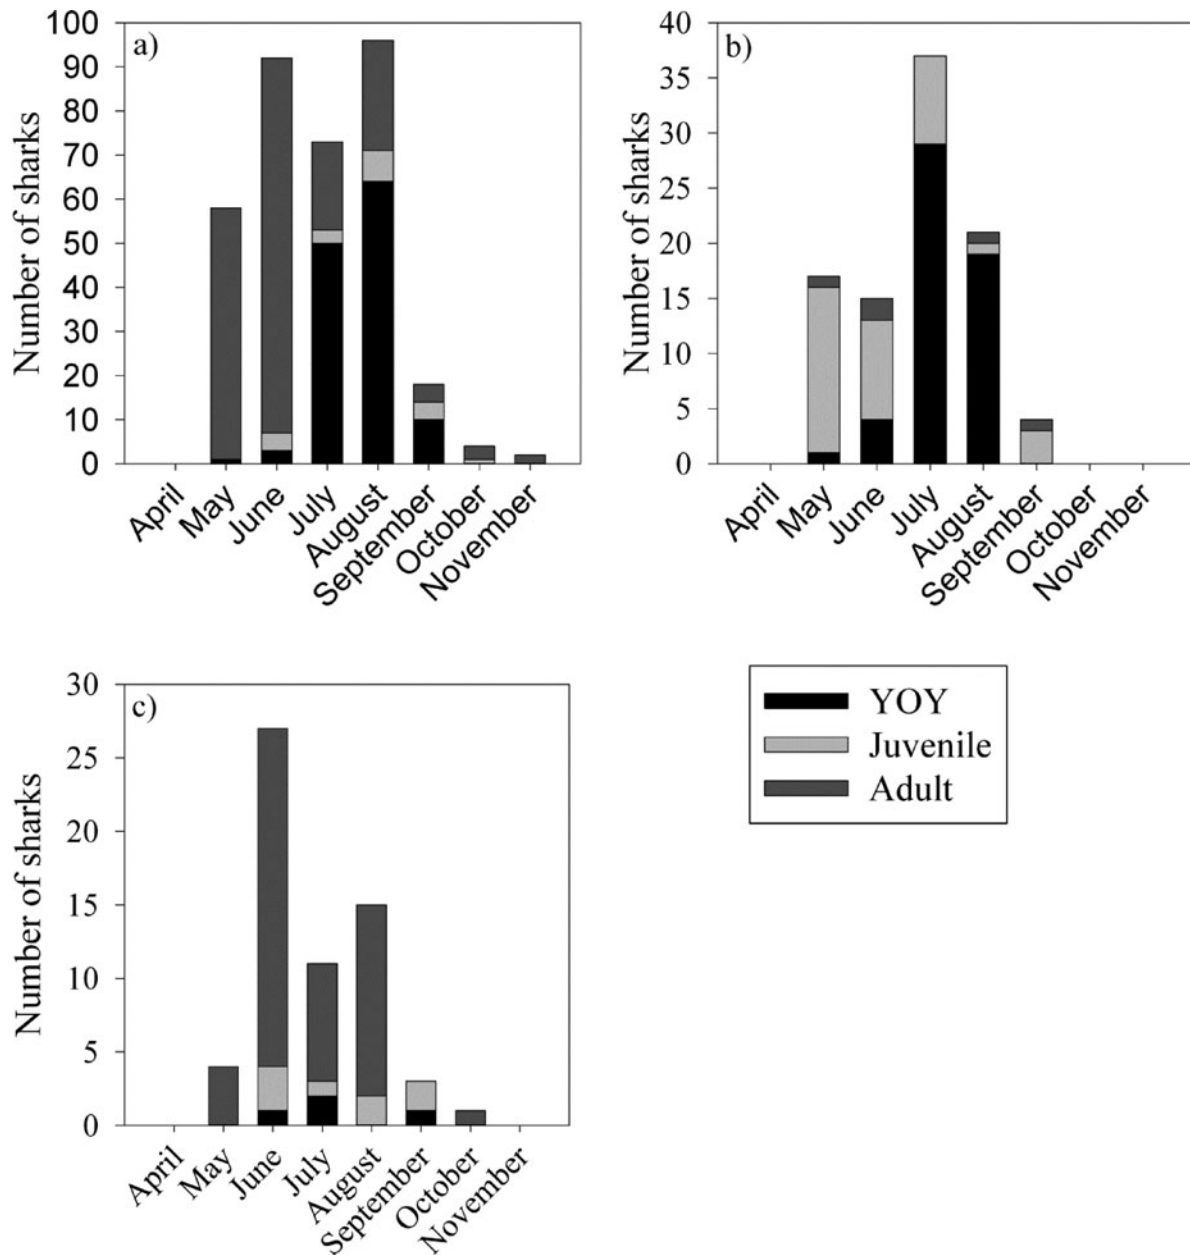 a)
Number of sharks
100
90
80
70
60
50
40
30
20
10
0
April
May
June
July
August
September
October
November
b)
Number of sharks
40
35
30
25
20
15
10
5
0
April
May
June
July
August
September
October
November
c)
Number of sharks
30
25
20
15
10
5
0
April
May
June
July
August
September
October
November
YOY
Juvenile
Adult